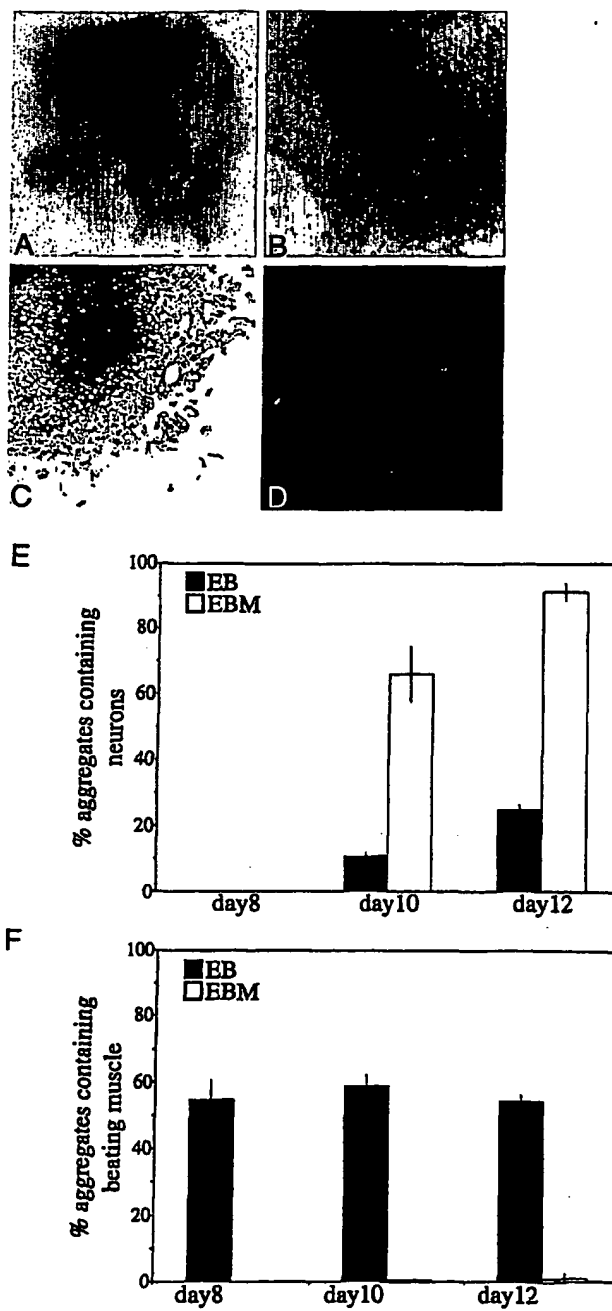 A
B
C
D
E
% aggregates containing
neurons
100
80
60
40
20
0
EB
EBM
day8
day10
day12
F
% aggregates containing
beating muscle
100
80
60
40
20
0
EB
EBM
day8
day10
day12